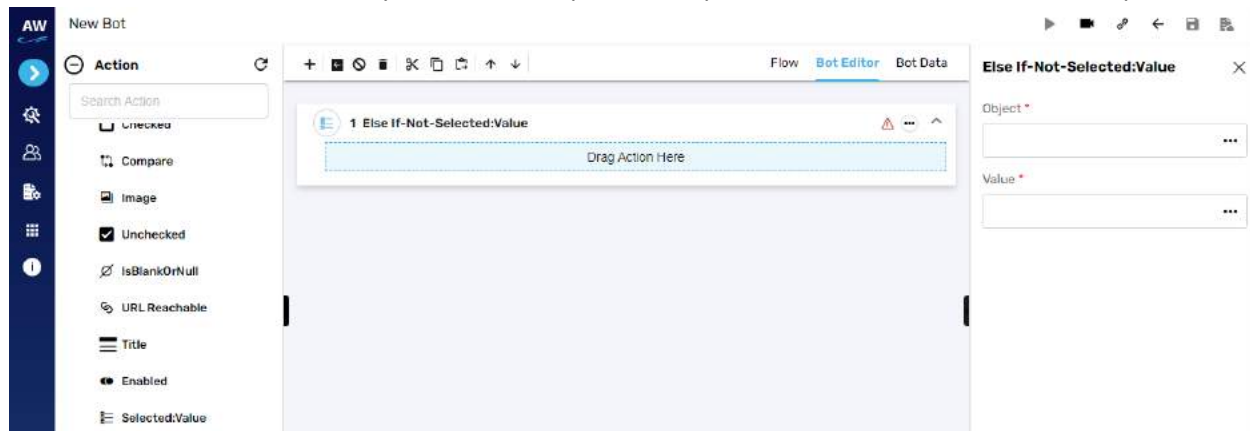 AW
New Bot
Action
Search Action
Checked
Compare
Image
Unchecked
IsBlankOrNull
URL Reachable
Title
Enabled
Selected:Value
Flow Bot Editor Bot Data
1 Else If-Not-Selected:Value
Drag Action Here
Else If-Not-Selected:Value
Object *
Value *